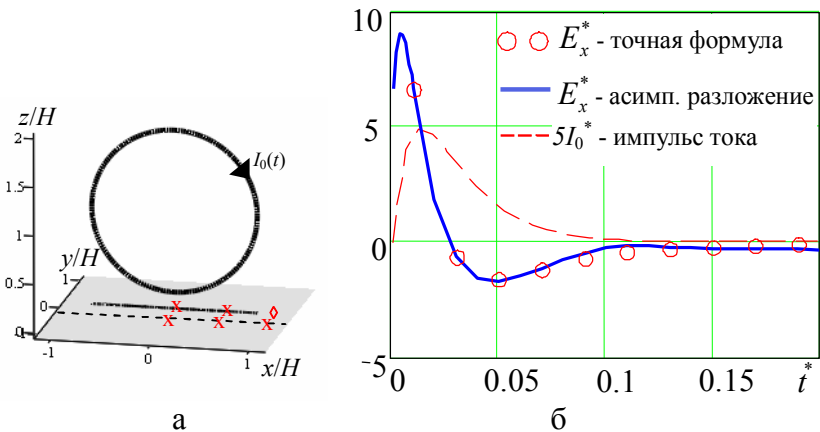 z/H
2
1.5
1
0.5
0
I₀(t)
y/H
1
0
x
x
x
x
x
-1
0
1
x/H
а
10
5
0
-5
Eₓ* - точная формула
Eₓ* - асимп. разложение
5I₀* - импульс тока
0
0.05
0.1
0.15
t*
б